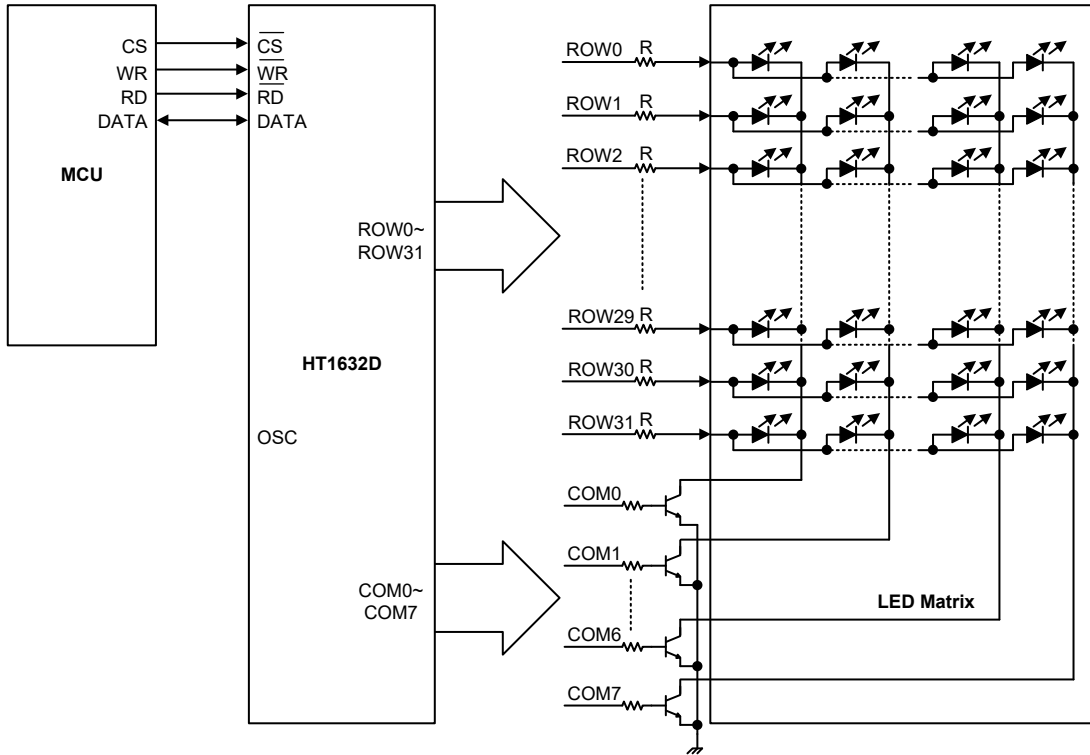 CS
WR
RD
DATA
MCU
CS
WR
RD
DATA
ROW0~
ROW31
HT1632D
OSC
COM0~
COM7
ROW0 R
ROW1 R
ROW2 R
ROW29 R
ROW30 R
ROW31 R
COM0
COM1
COM6
COM7
LED Matrix